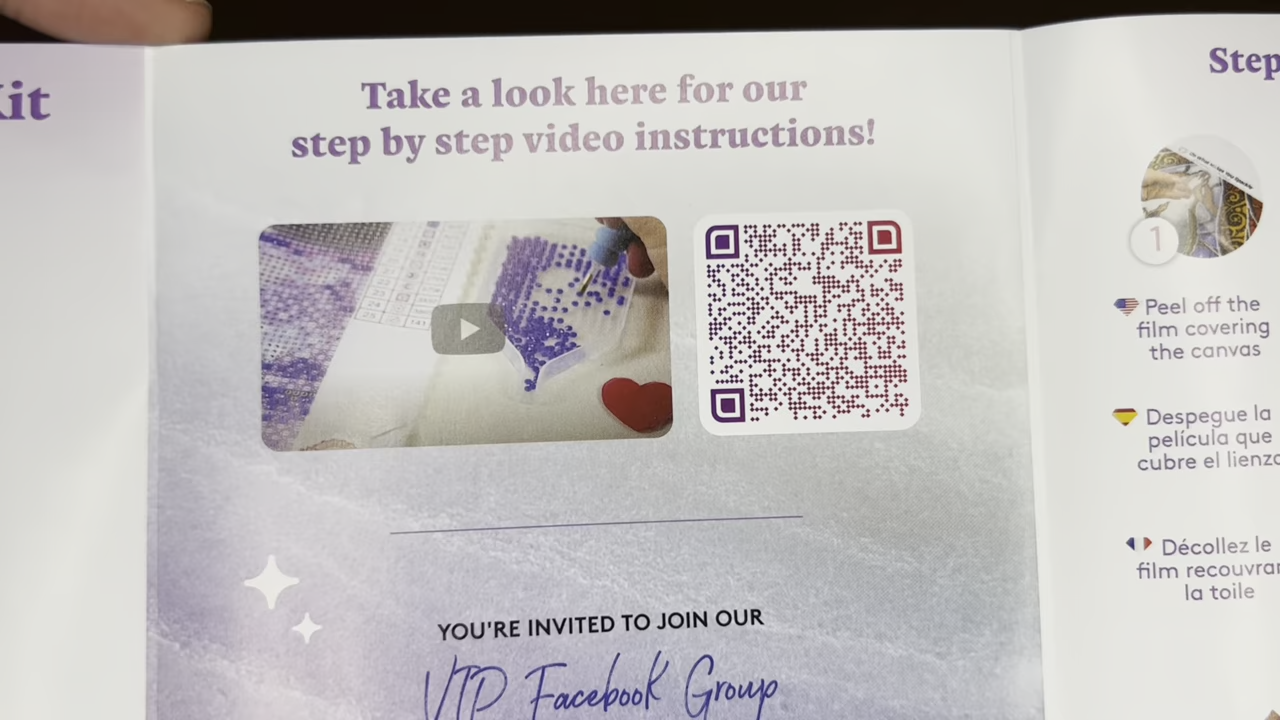 Kit
Take a look here for our
step by step video instructions!
YOU'RE INVITED TO JOIN OUR
VIP Facebook Group
Step
1
Peel off the
film covering
the canvas
Despegue la
película que
cubre el lienzo
Décollez le
film recouvran
la toile